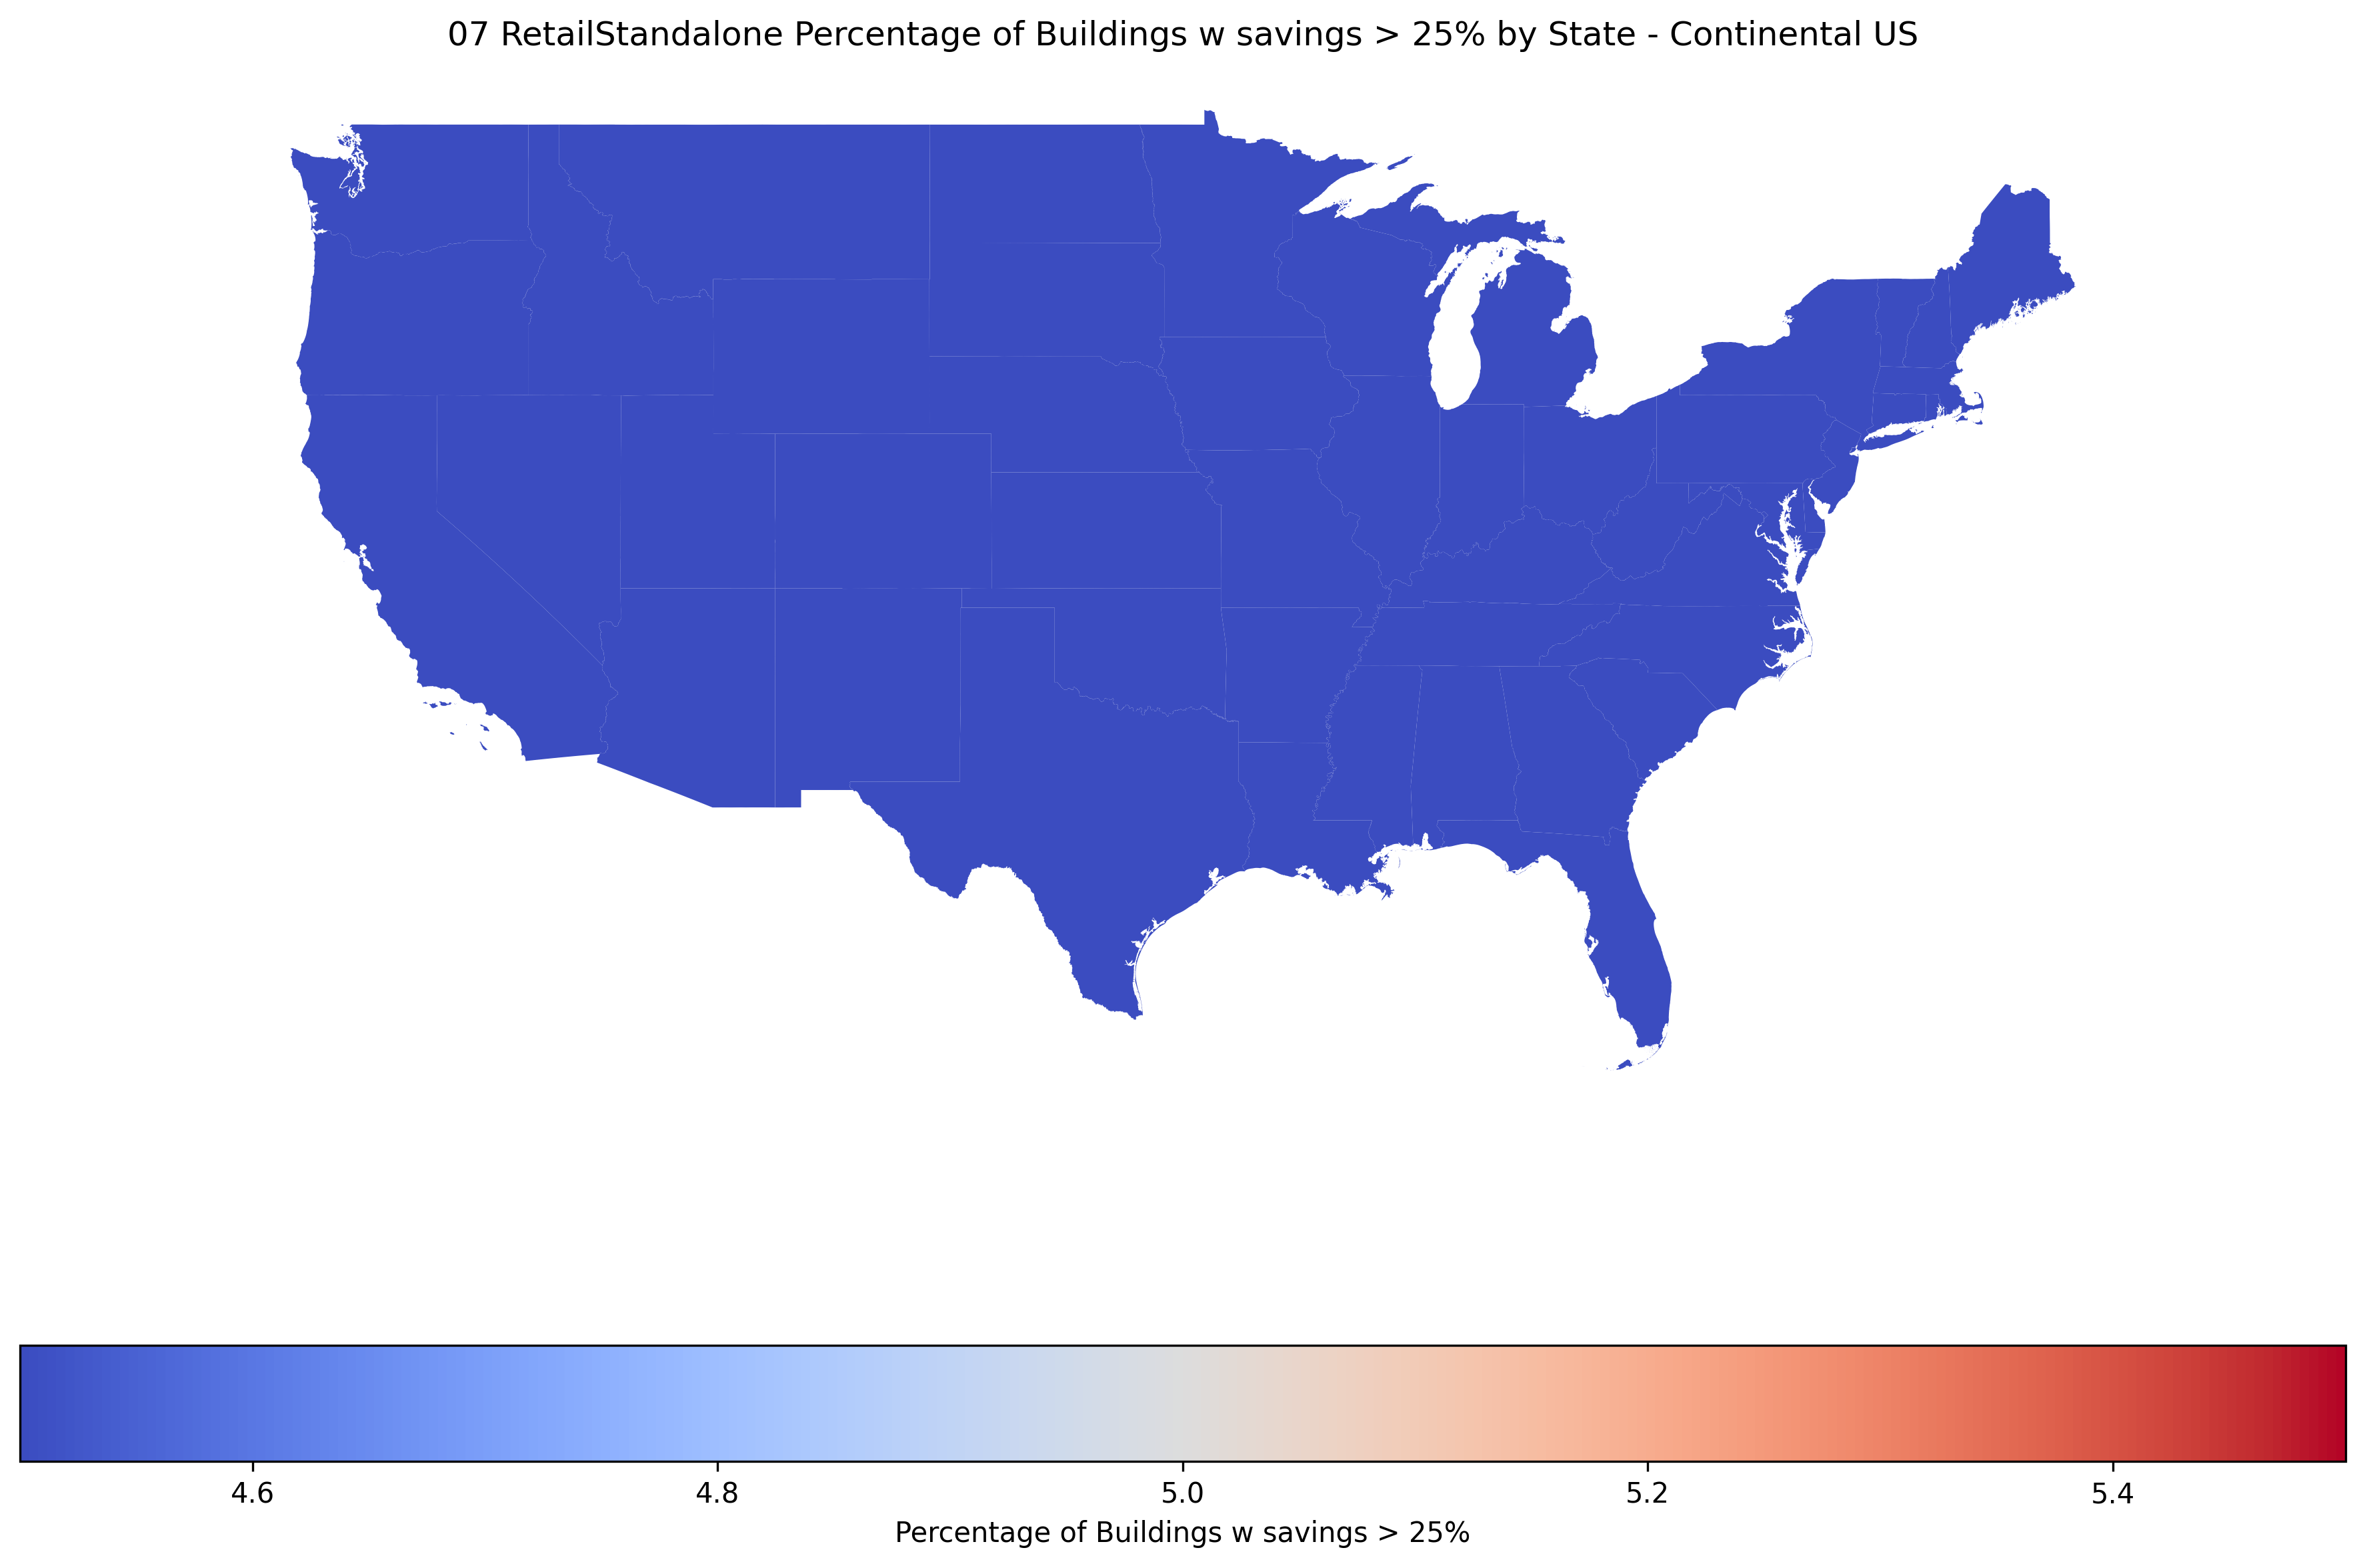 07 RetailStandalone Percentage of Buildings w savings > 25% by State - Continental US
4.6 4.8 5.0 5.2 5.4
Percentage of Buildings w savings > 25%